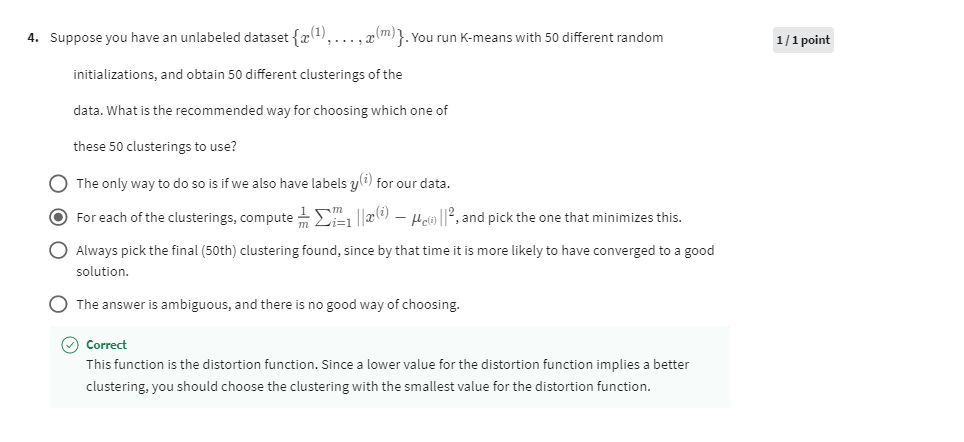 4. Suppose you have an unlabeled dataset {x^(1), . . . , x^(m)}. You run K-means with 50 different random
1 / 1 point
initializations, and obtain 50 different clusterings of the
data. What is the recommended way for choosing which one of
these 50 clusterings to use?
The only way to do so is if we also have labels y^(i) for our data.
For each of the clusterings, compute 1/m ∑_{i=1}^m ||x^(i) − μ_{c^(i)}||², and pick the one that minimizes this.
Always pick the final (50th) clustering found, since by that time it is more likely to have converged to a good
solution.
The answer is ambiguous, and there is no good way of choosing.
Correct
This function is the distortion function. Since a lower value for the distortion function implies a better
clustering, you should choose the clustering with the smallest value for the distortion function.